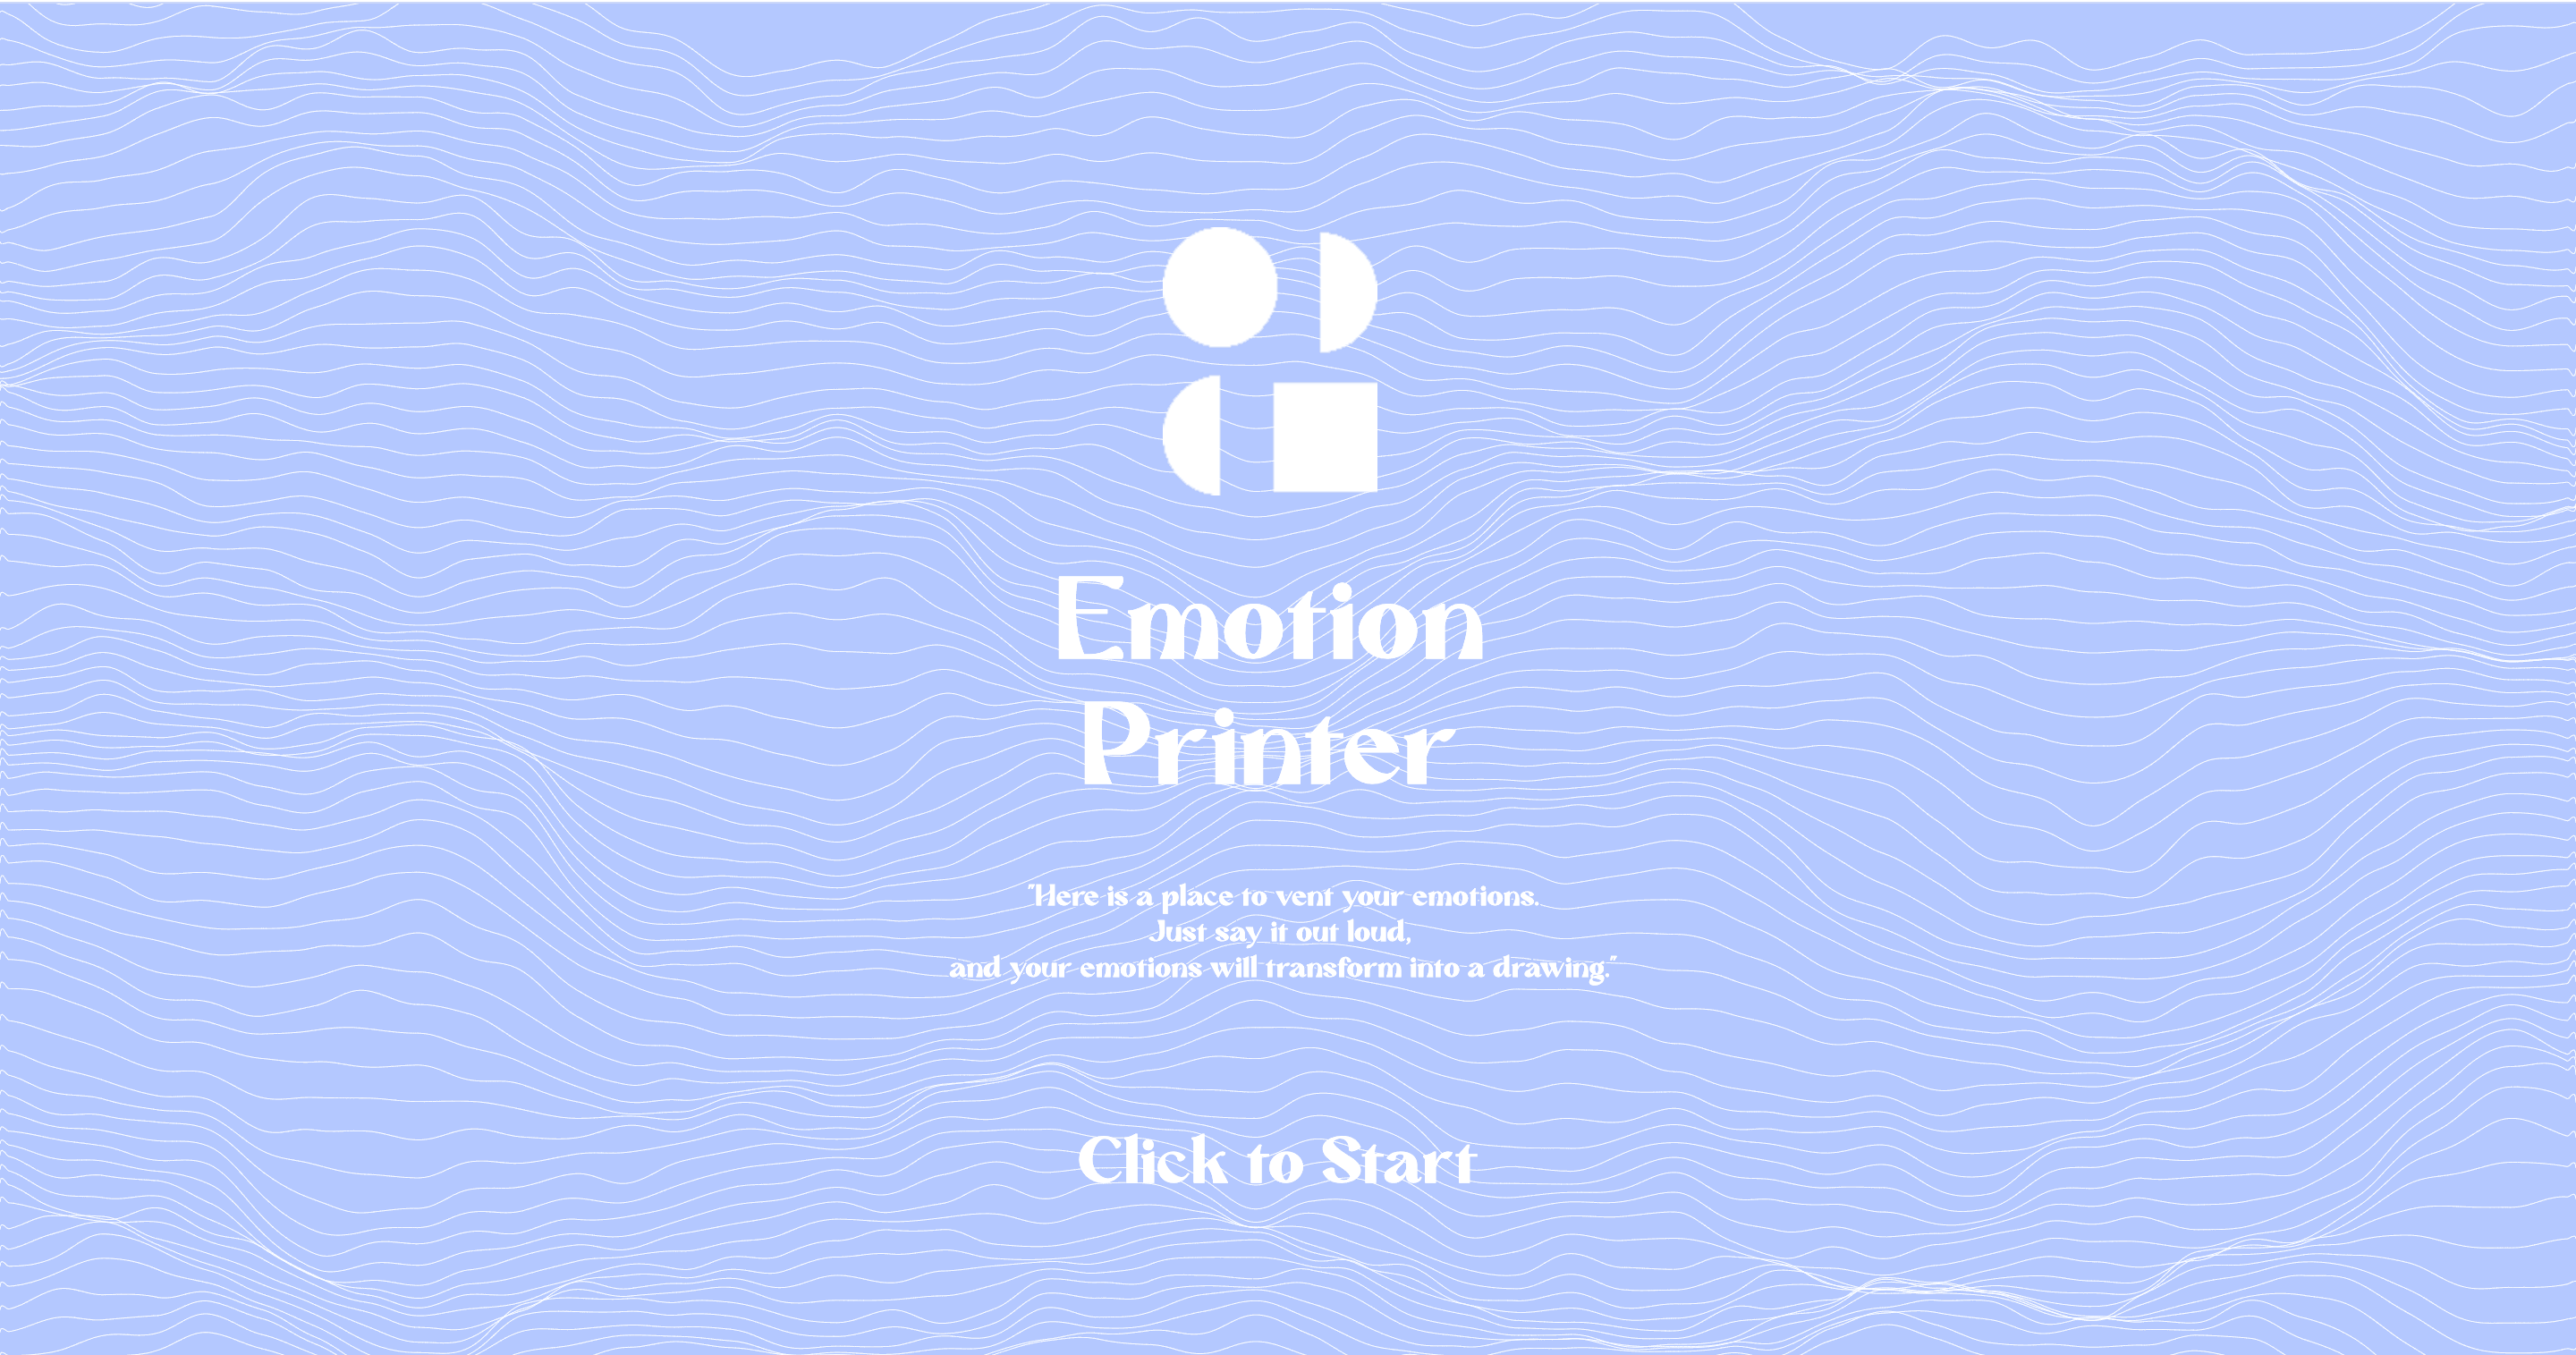 Emotion
Printer
"Here is a place to vent your emotions.
Just say it out loud,
and your emotions will transform into a drawing."
Click to Start